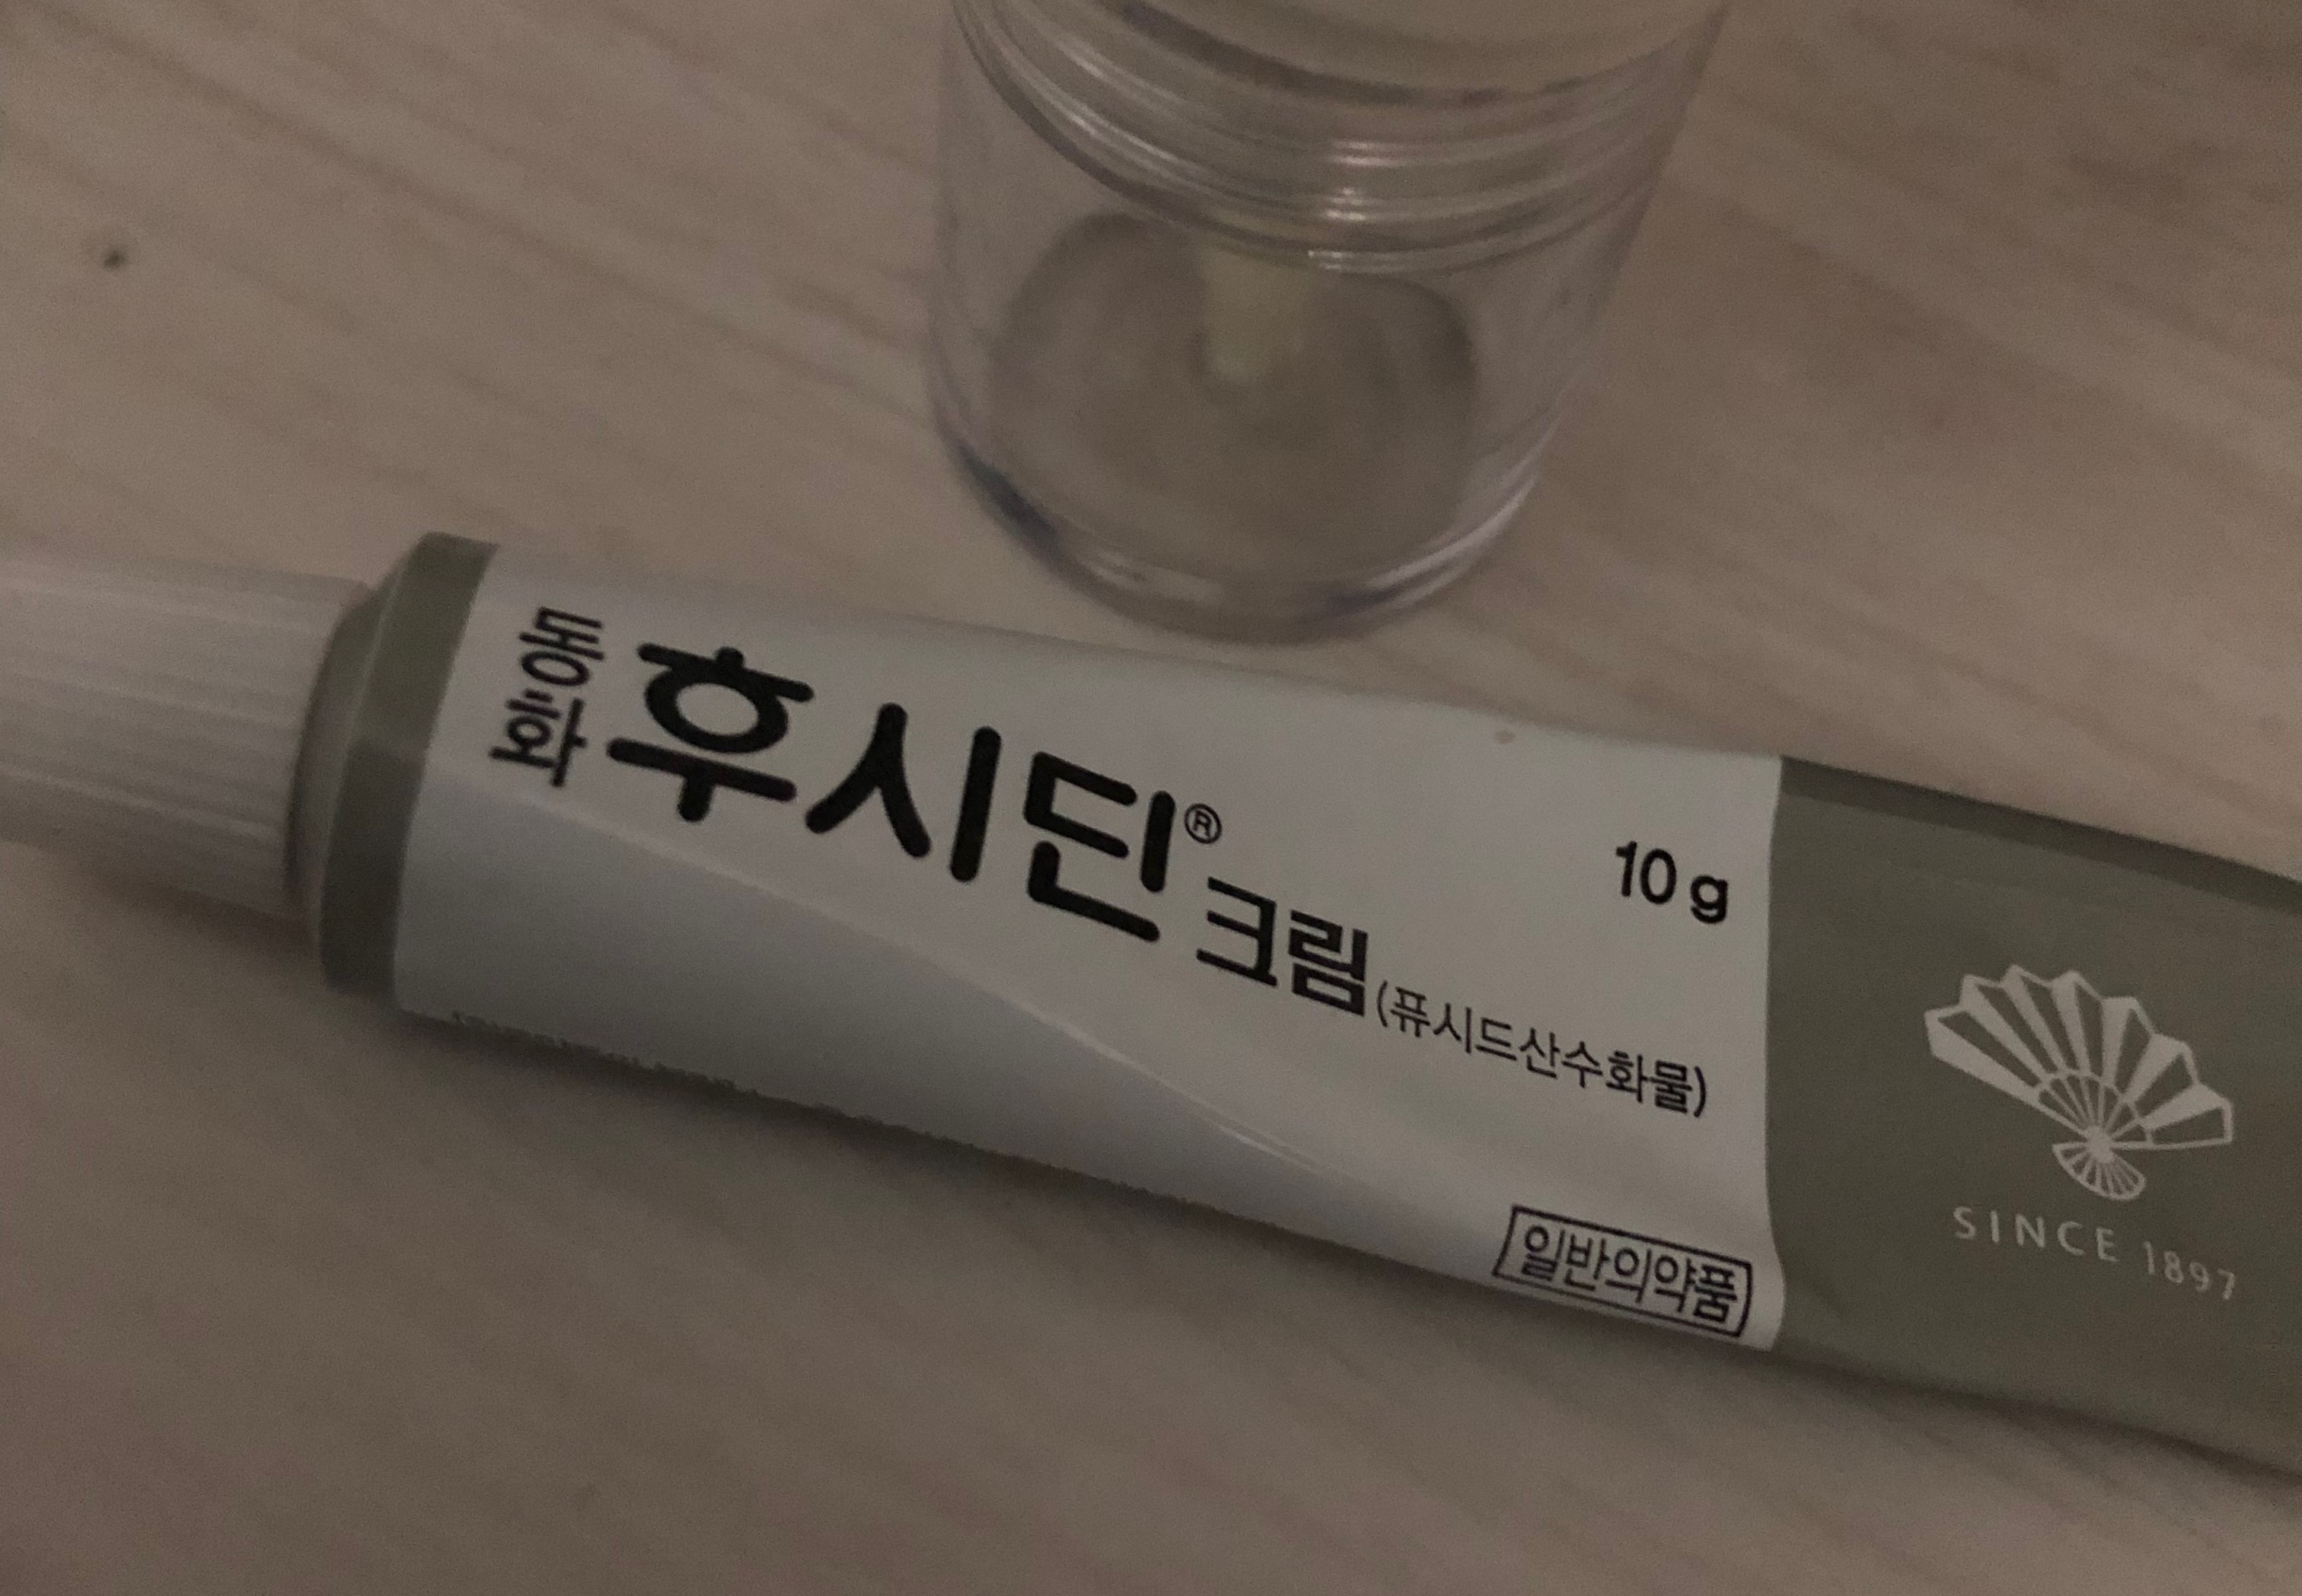 동화
후시딘®
크림(퓨시드산수화물)
10 g
일반의약품
SINCE 1897